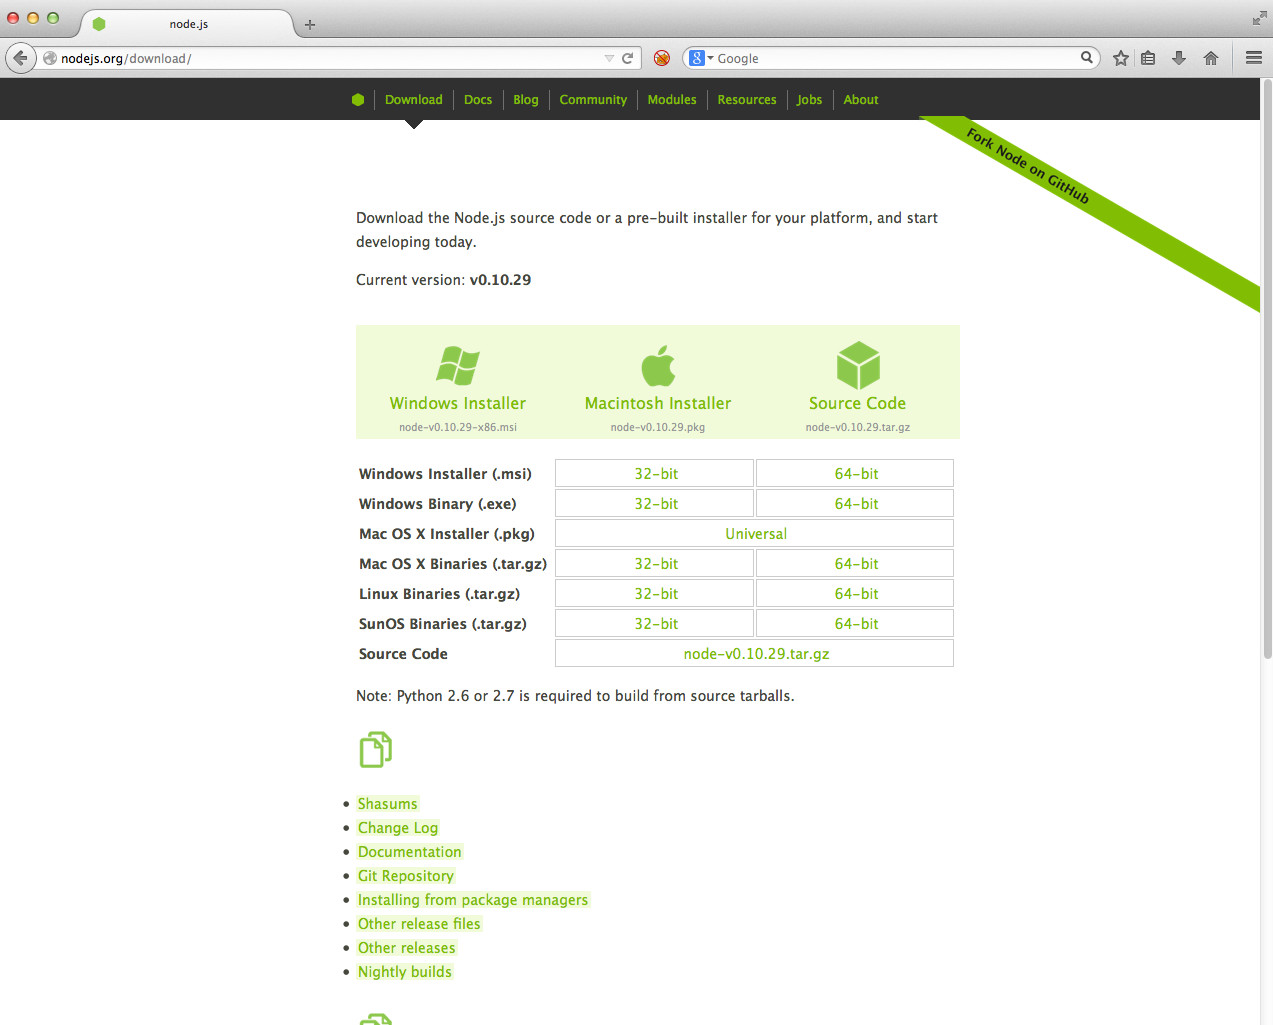 node.js
nodejs.org/download/
8 Google
Download Docs Blog Community Modules Resources Jobs About
Fork Node on GitHub
Download the Node.js source code or a pre-built installer for your platform, and start
developing today.
Current version: v0.10.29
Windows Installer Macintosh Installer Source Code
node-v0.10.29-x86.msi node-v0.10.29.pkg node-v0.10.29.tar.gz
Windows Installer (.msi) 32-bit 64-bit
Windows Binary (.exe) 32-bit 64-bit
Mac OS X Installer (.pkg) Universal
Mac OS X Binaries (.tar.gz) 32-bit 64-bit
Linux Binaries (.tar.gz) 32-bit 64-bit
SunOS Binaries (.tar.gz) 32-bit 64-bit
Source Code node-v0.10.29.tar.gz
Note: Python 2.6 or 2.7 is required to build from source tarballs.
Shasums
Change Log
Documentation
Git Repository
Installing from package managers
Other release files
Other releases
Nightly builds